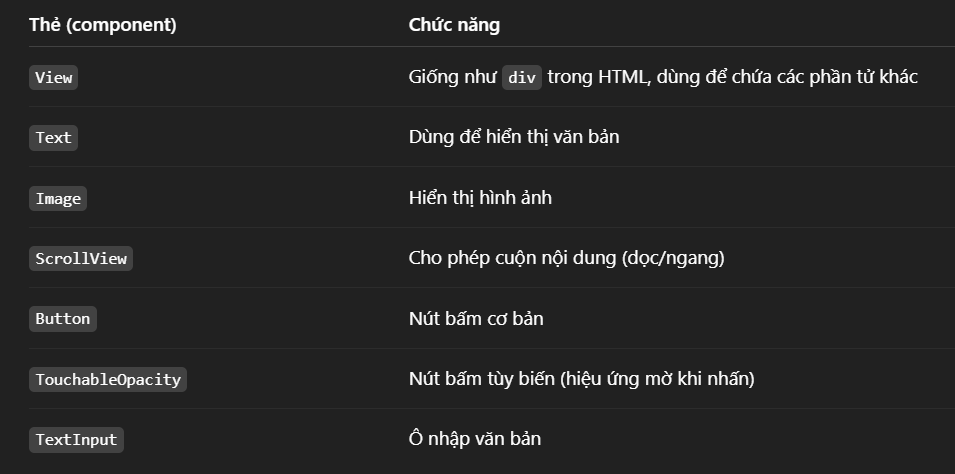 Thẻ (component) Chức năng
View Giống như div trong HTML, dùng để chứa các phần tử khác
Text Dùng để hiển thị văn bản
Image Hiển thị hình ảnh
ScrollView Cho phép cuộn nội dung (dọc/ngang)
Button Nút bấm cơ bản
TouchableOpacity Nút bấm tùy biến (hiệu ứng mờ khi nhấn)
TextInput Ô nhập văn bản